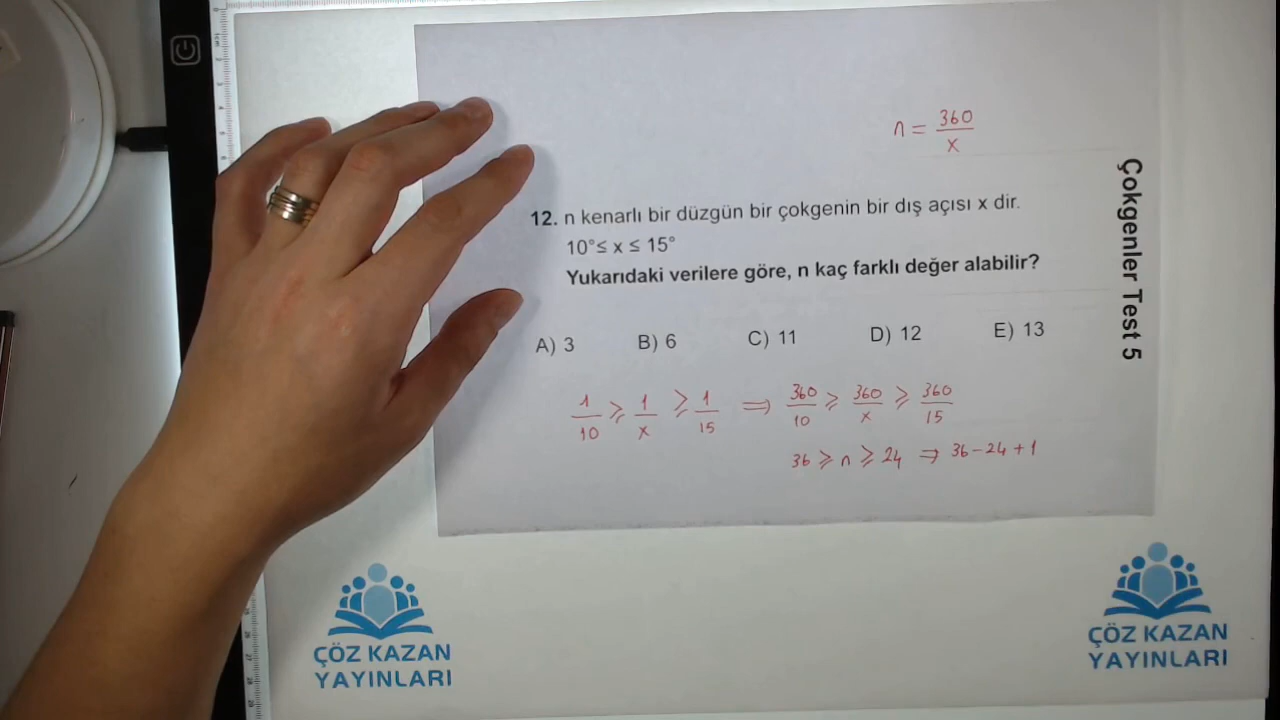 n = 360/x
Çokgenler Test 5
12. n kenarlı bir düzgün bir çokgenin bir dış açısı x dir.
10°≤ x ≤ 15°
Yukarıdaki verilere göre, n kaç farklı değer alabilir?
A) 3 B) 6 C) 11 D) 12 E) 13
1/10 ≥ 1/x ≥ 1/15 ⇒ 360/10 ≥ 360/x ≥ 360/15
36 ≥ n ≥ 24 ⇒ 36-24+1
ÇÖZ KAZAN
YAYINLARI
ÇÖZ KAZAN
YAYINLARI